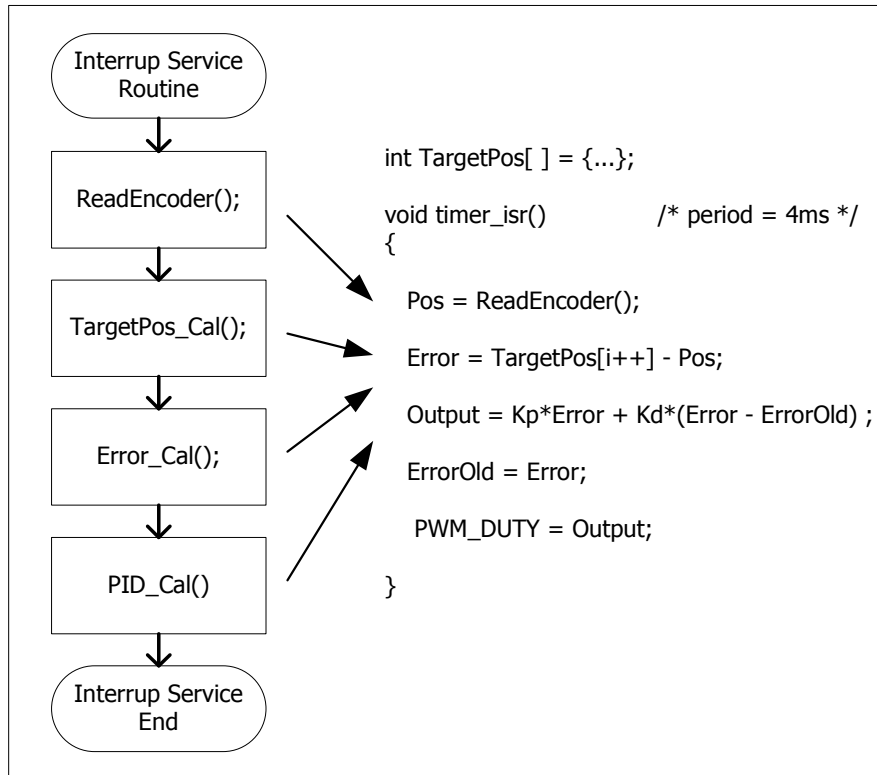 Interrup Service
Routine
ReadEncoder();
TargetPos_Cal();
Error_Cal();
PID_Cal()
Interrup Service
End
int TargetPos[ ] = {...};
void timer_isr() /* period = 4ms */
{
Pos = ReadEncoder();
Error = TargetPos[i++] - Pos;
Output = Kp*Error + Kd*(Error - ErrorOld) ;
ErrorOld = Error;
PWM_DUTY = Output;
}